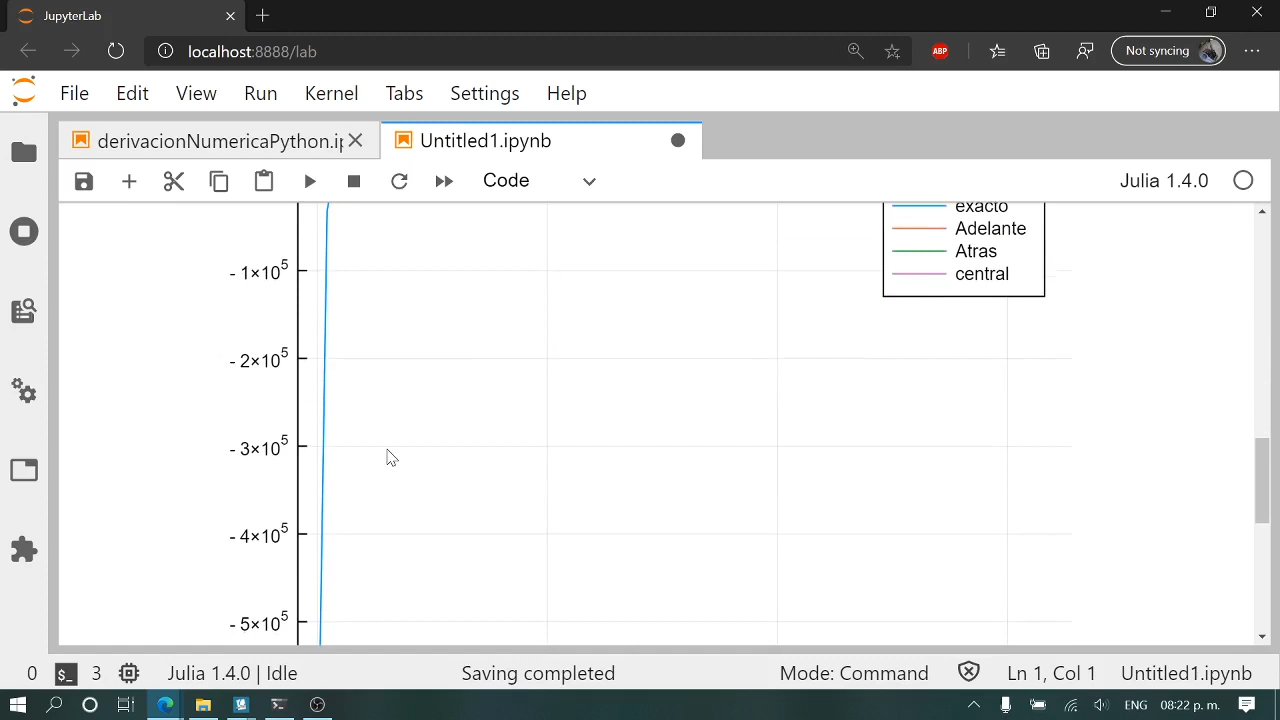 JupyterLab
localhost:8888/lab
ABP
Not syncing
File Edit View Run Kernel Tabs Settings Help
derivacionNumericaPython.ip
Untitled1.ipynb
Code
Julia 1.4.0
exacto
Adelante
Atras
central
- 1×10⁵
- 2×10⁵
- 3×10⁵
- 4×10⁵
- 5×10⁵
0 $_ 3 Julia 1.4.0 | Idle Saving completed Mode: Command Ln 1, Col 1 Untitled1.ipynb
ENG 08:22 p. m.